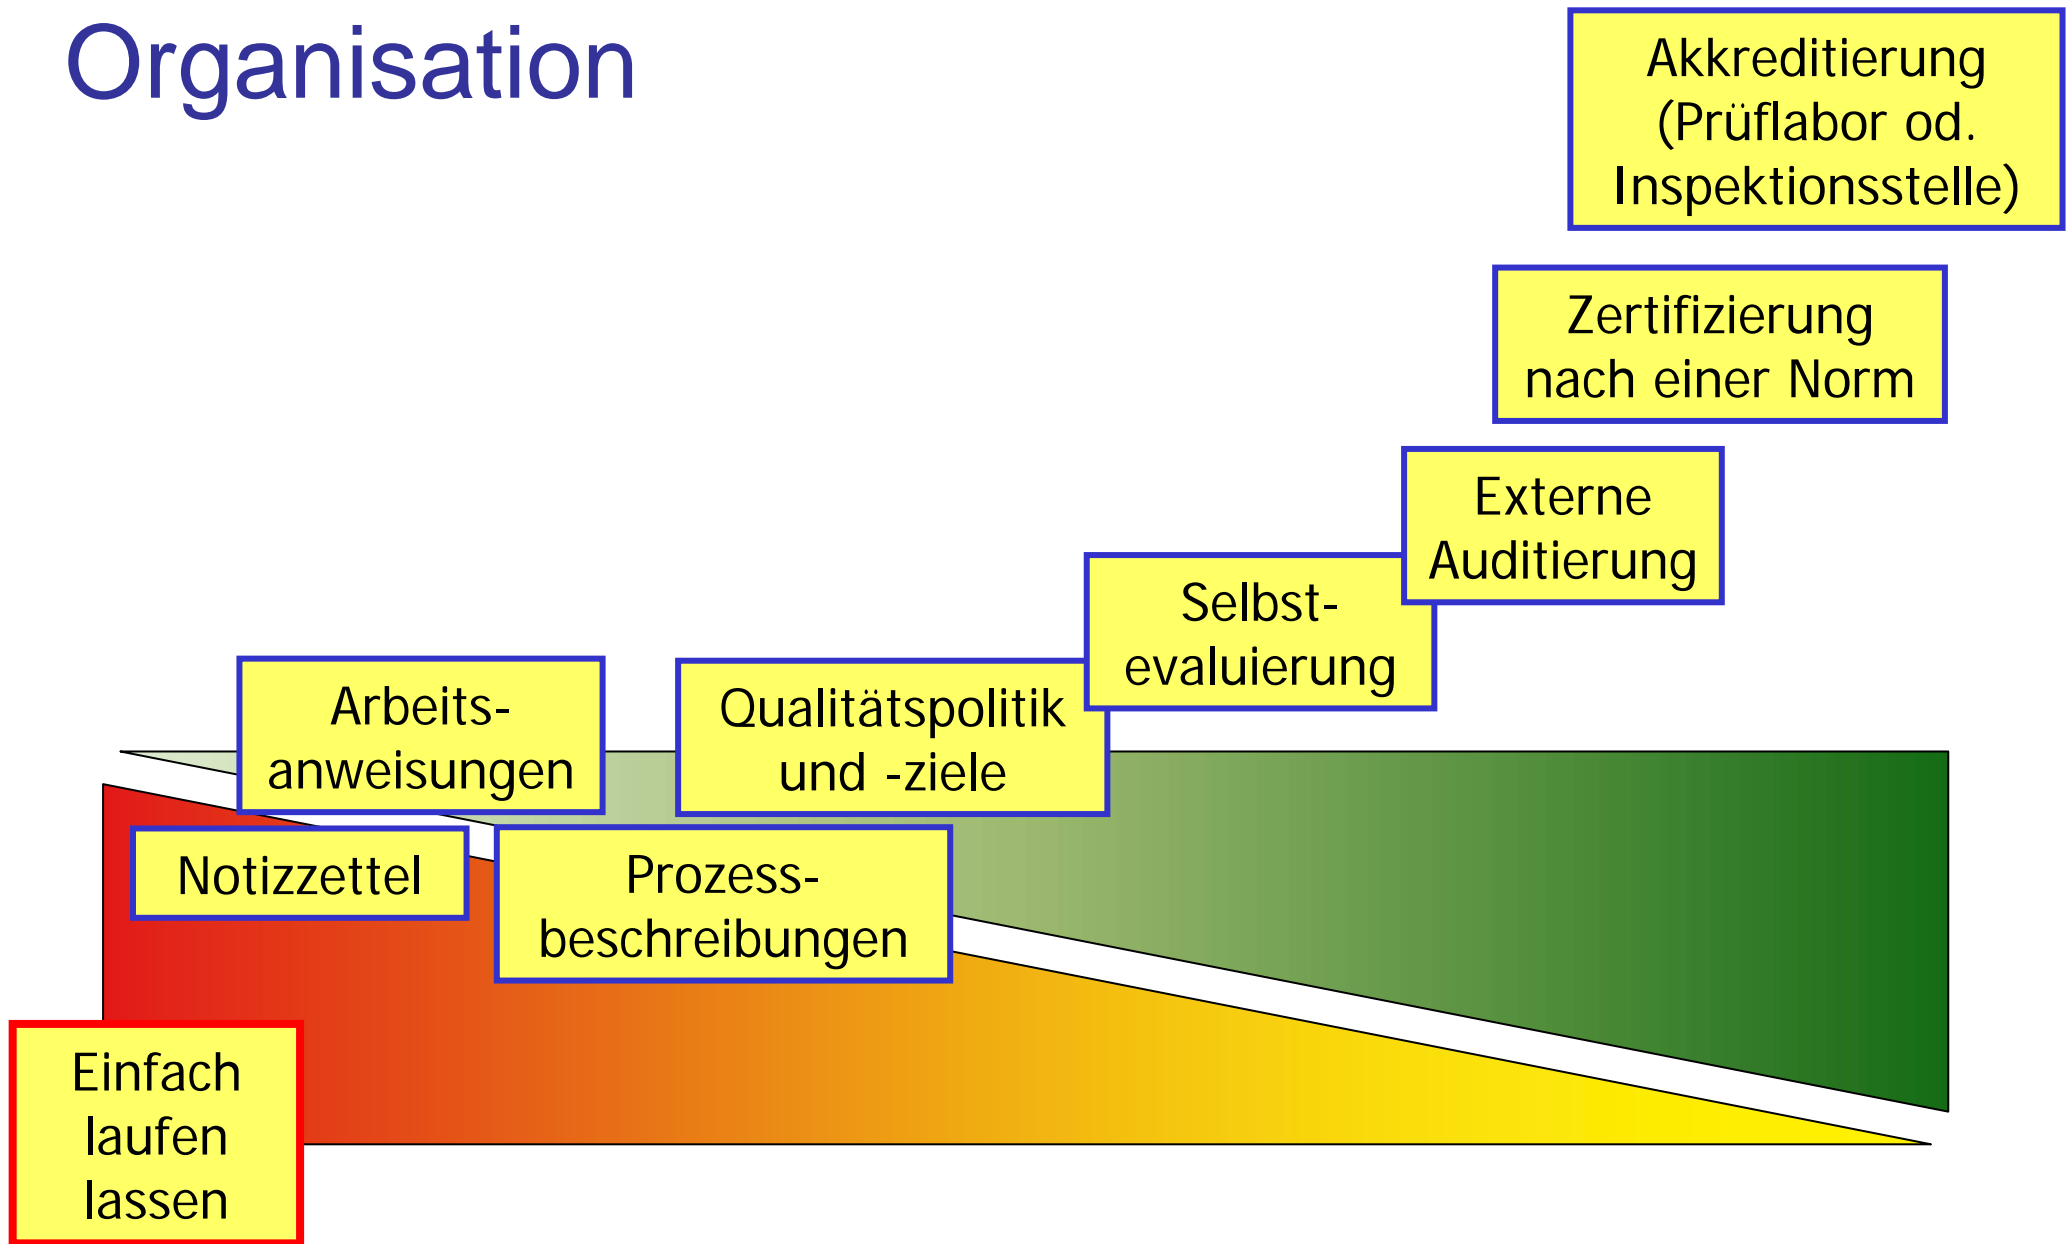 Organisation
Akkreditierung
(Prüflabor od.
Inspektionsstelle)
Zertifizierung
nach einer Norm
Externe
Auditierung
Selbst-
evaluierung
Arbeits-
anweisungen
Qualitätspolitik
und -ziele
Notizzettel
Prozess-
beschreibungen
Einfach
laufen
lassen